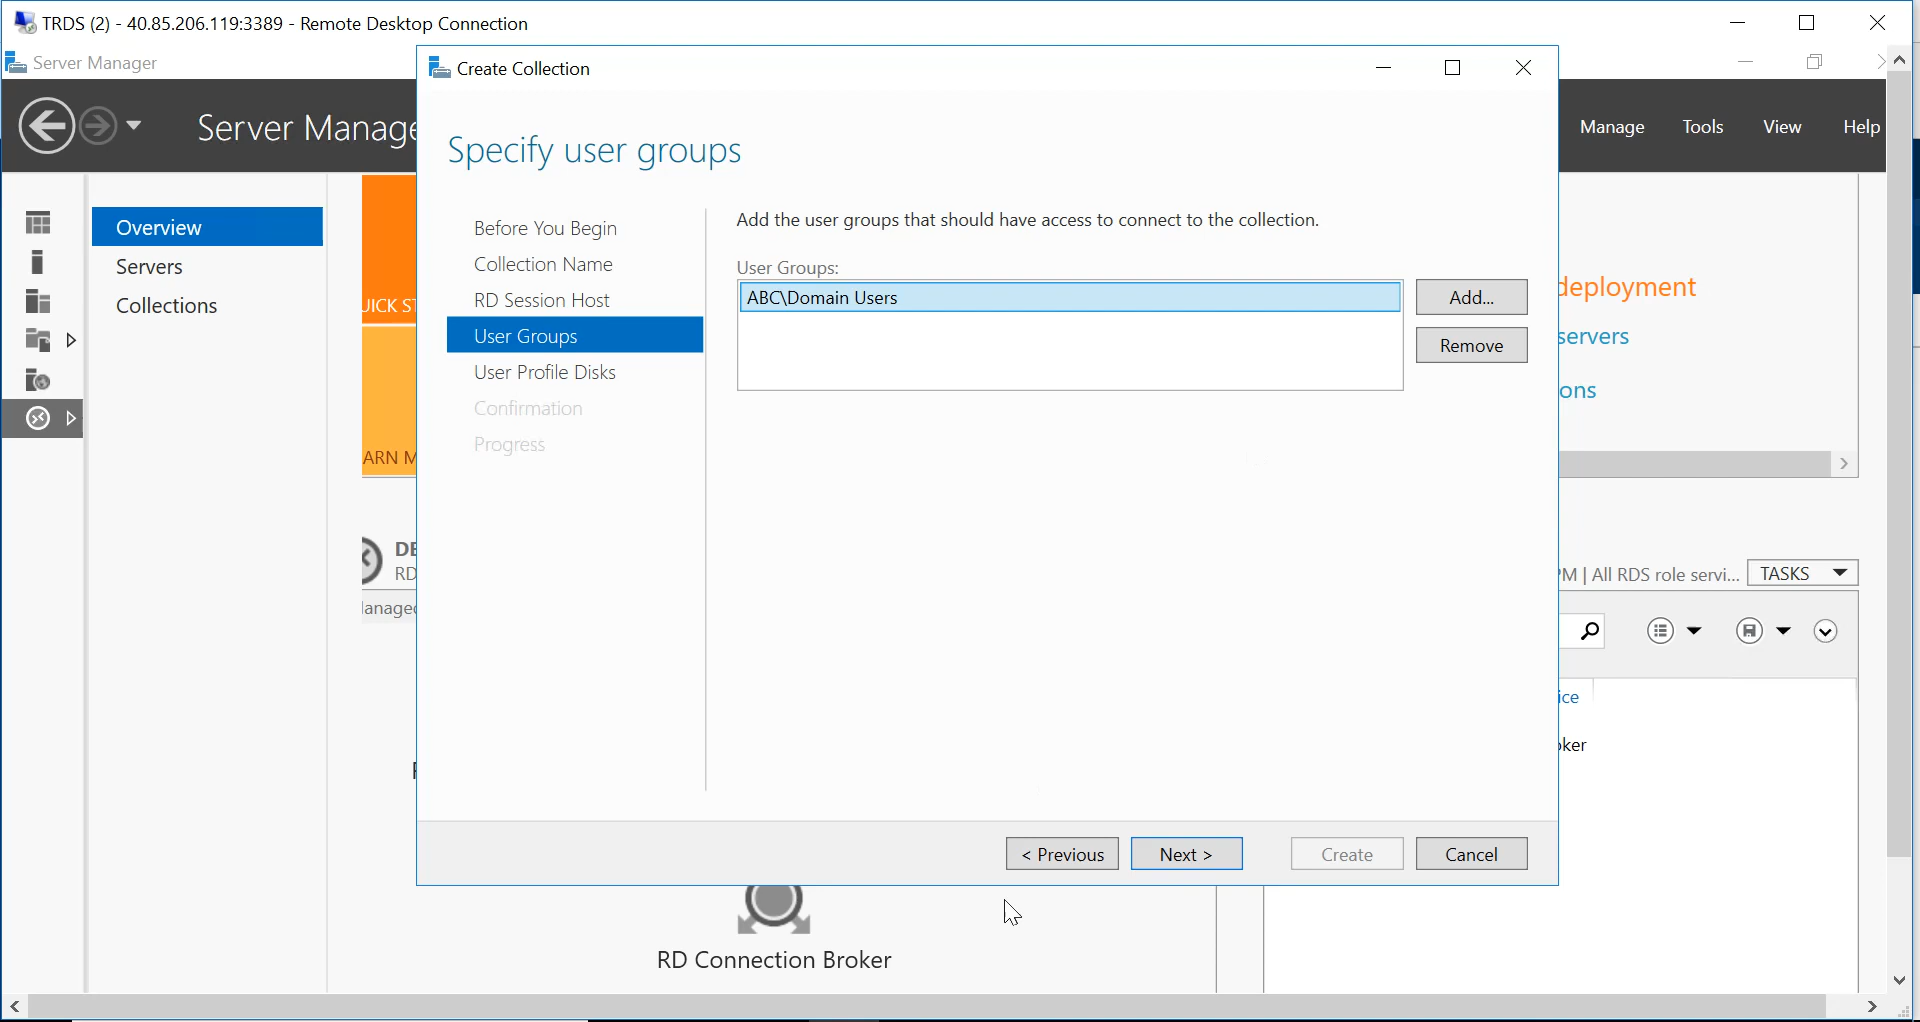 TRDS (2) - 40.85.206.119:3389 - Remote Desktop Connection
Server Manager
Create Collection
Server Manage
Manage
Tools
View
Help
Specify user groups
Overview
Servers
Collections
UICK ST
ARN M
Before You Begin
Collection Name
RD Session Host
User Groups
User Profile Disks
Confirmation
Progress
Add the user groups that should have access to connect to the collection.
User Groups:
ABC\Domain Users
Add...
Remove
deployment
servers
ons
DE
RD
anaged
PM | All RDS role servi...
TASKS
ice
oker
< Previous
Next >
Create
Cancel
RD Connection Broker